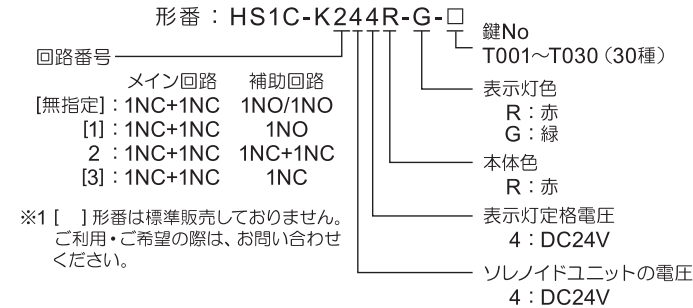 形番：HS1C-K244R-G-□
鍵No
T001～T030（30種）
表示灯色
R：赤
G：緑
本体色
R：赤
表示灯定格電圧
4：DC24V
ソレノイドユニットの電圧
4：DC24V
回路番号
メイン回路 補助回路
[無指定]：1NC+1NC 1NO/1NO
[1]：1NC+1NC 1NO
2：1NC+1NC 1NC+1NC
[3]：1NC+1NC 1NC
※1 [ ] 形番は標準販売しておりません。
ご利用・ご希望の際は、お問い合わせ
ください。